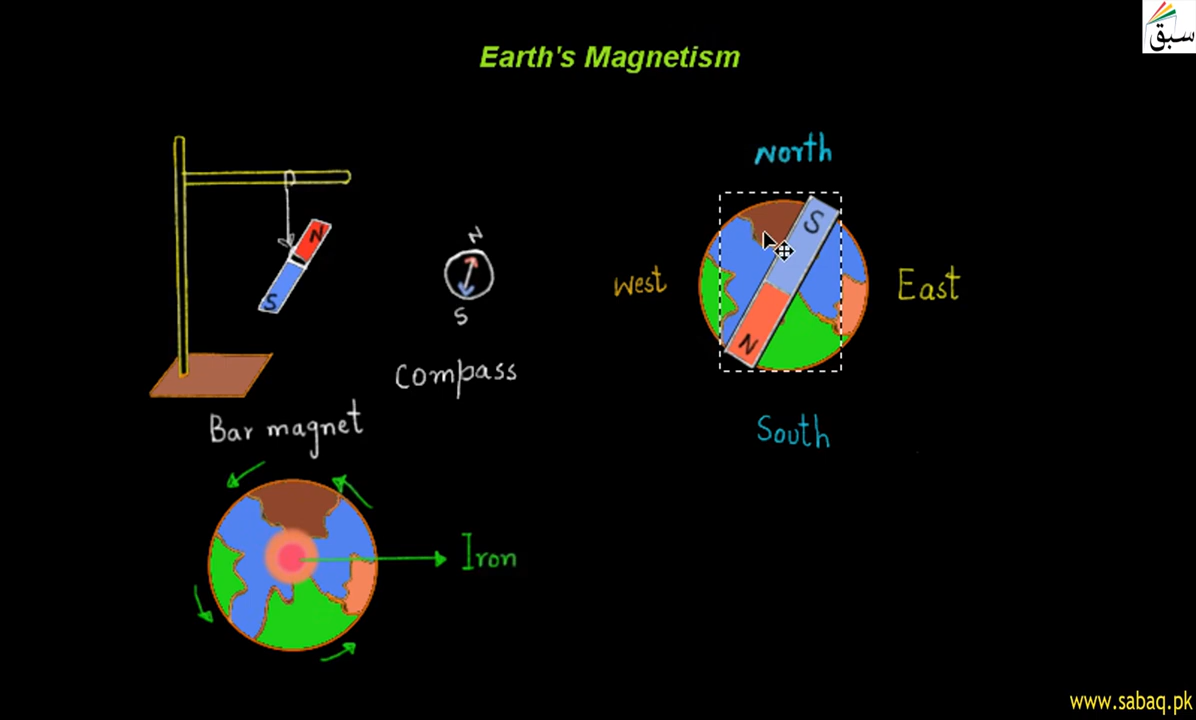 سبق
Earth's Magnetism
North
N
S
N
S
S
N
West
East
Compass
Bar magnet
South
Iron
www.sabaq.pk